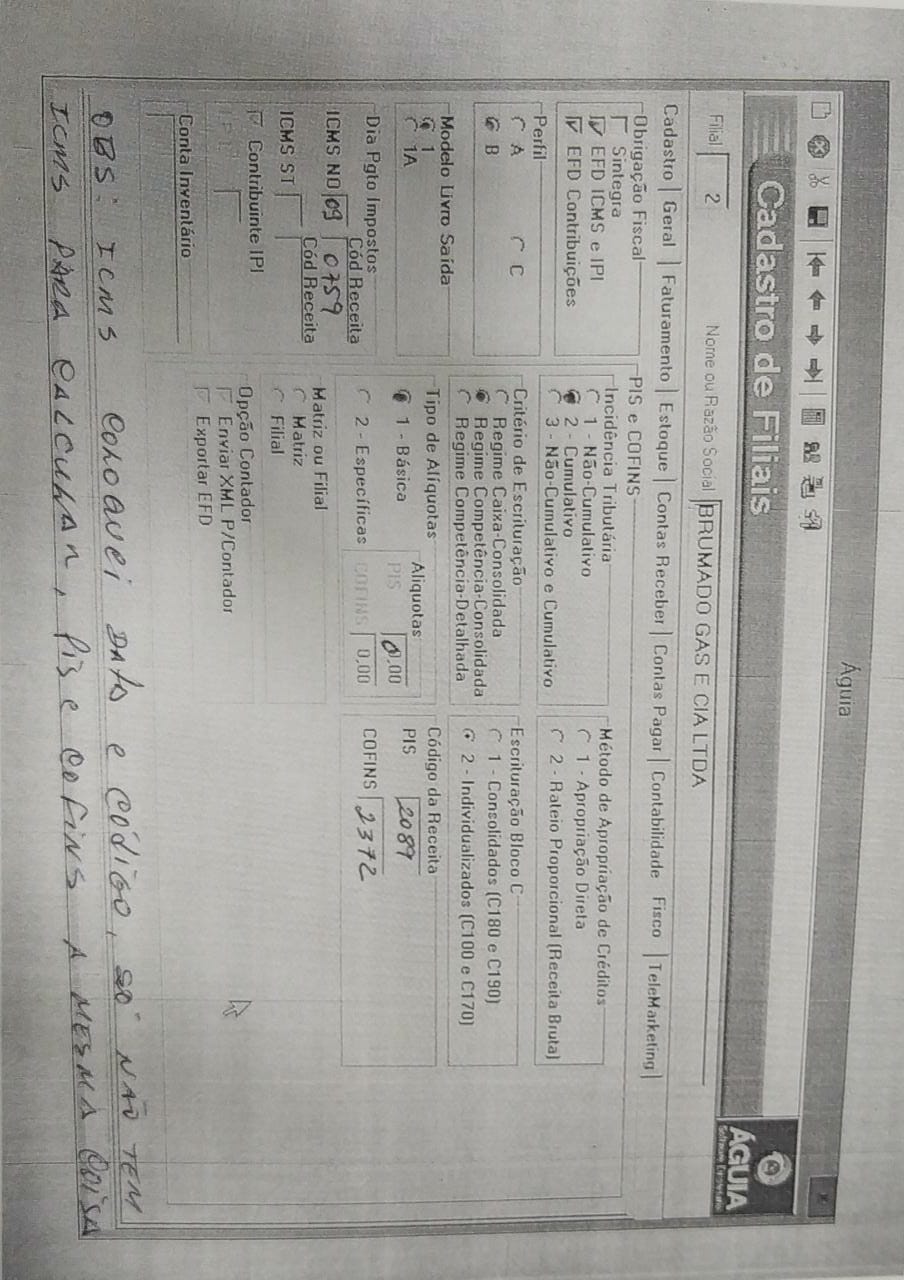 Águia
Cadastro de Filiais
ÁGUIA
Filial 2 Nome ou Razão Social BRUMADO GAS E CIA LTDA
Cadastro Geral Faturamento Estoque Contas Receber Contas Pagar Contabilidade Fisco TeleMarketing
Obrigação Fiscal
Sintegra
EFD ICMS e IPI
EFD Contribuições
Perfil
A C
B
Modelo Livro Saída
1
1A
Dia Pgto Impostos
Cód Receita
ICMS NO 09 0759
Cód Receita
ICMS ST
Contribuinte IPI
IPI
Conta Inventário
PIS e COFINS
Incidência Tributária
1 - Não-Cumulativo
2 - Cumulativo
3 - Não-Cumulativo e Cumulativo
Critério de Escrituração
Regime Caixa-Consolidada
Regime Competência-Consolidada
Regime Competência-Detalhada
Tipo de Alíquotas
1 - Básica
2 - Específicas
Aliquotas
PIS 0,00
COFINS 0,00
Matriz ou Filial
Matriz
Filial
Opção Contador
Enviar XML P/Contador
Exportar EFD
Método de Apropriação de Créditos
1 - Apropriação Direta
2 - Rateio Proporcional (Receita Bruta)
Escrituração Bloco C
1 - Consolidados (C180 e C190)
2 - Individualizados (C100 e C170)
Código da Receita
PIS 2089
COFINS 2372
OBS: ICMS COLOQUEI DATA e CÓDIGO, SÓ NÃO TEM
ICMS PARA CALCULAR, PIS e COFINS A MESMA COISA